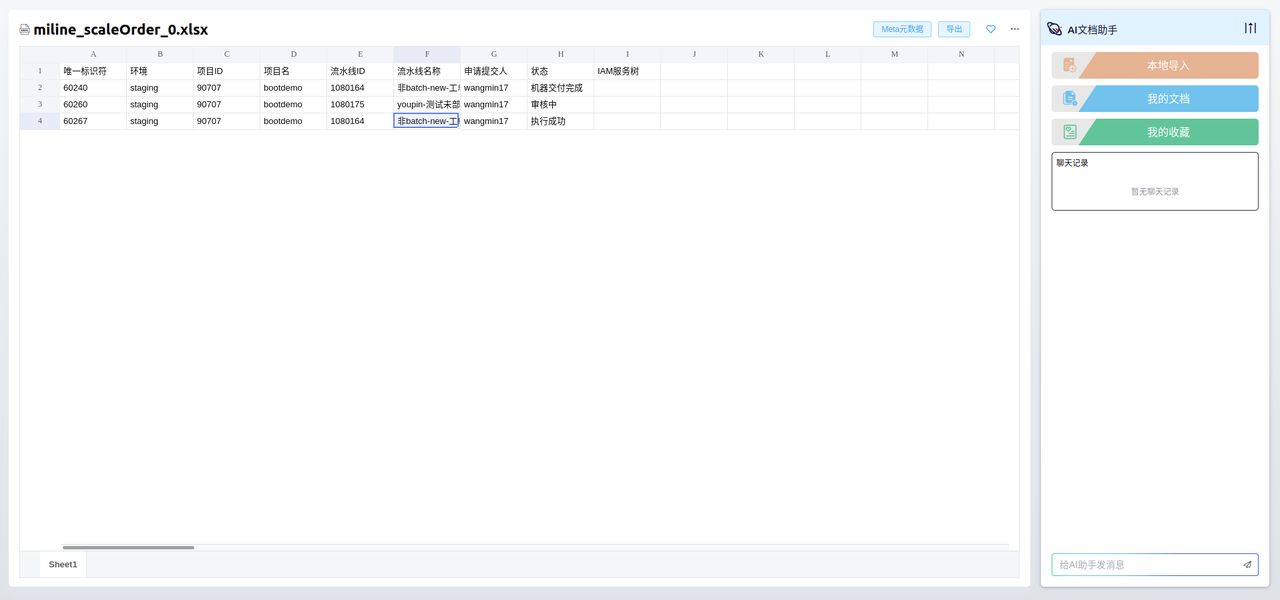 miline_scaleOrder_0.xlsx
Meta元数据 导出
A B C D E F G H I J K L M N
1 唯一标识符 环境 项目ID 项目名 流水线ID 流水线名称 申请提交人 状态 IAM服务树
2 60240 staging 90707 bootdemo 1080164 非batch-new-工 wangmin17 机器交付完成
3 60260 staging 90707 bootdemo 1080175 youpin-测试未部 wangmin17 审核中
4 60267 staging 90707 bootdemo 1080164 非batch-new-工 wangmin17 执行成功
Sheet1
AI文档助手
本地导入
我的文档
我的收藏
聊天记录
暂无聊天记录
给AI助手发消息